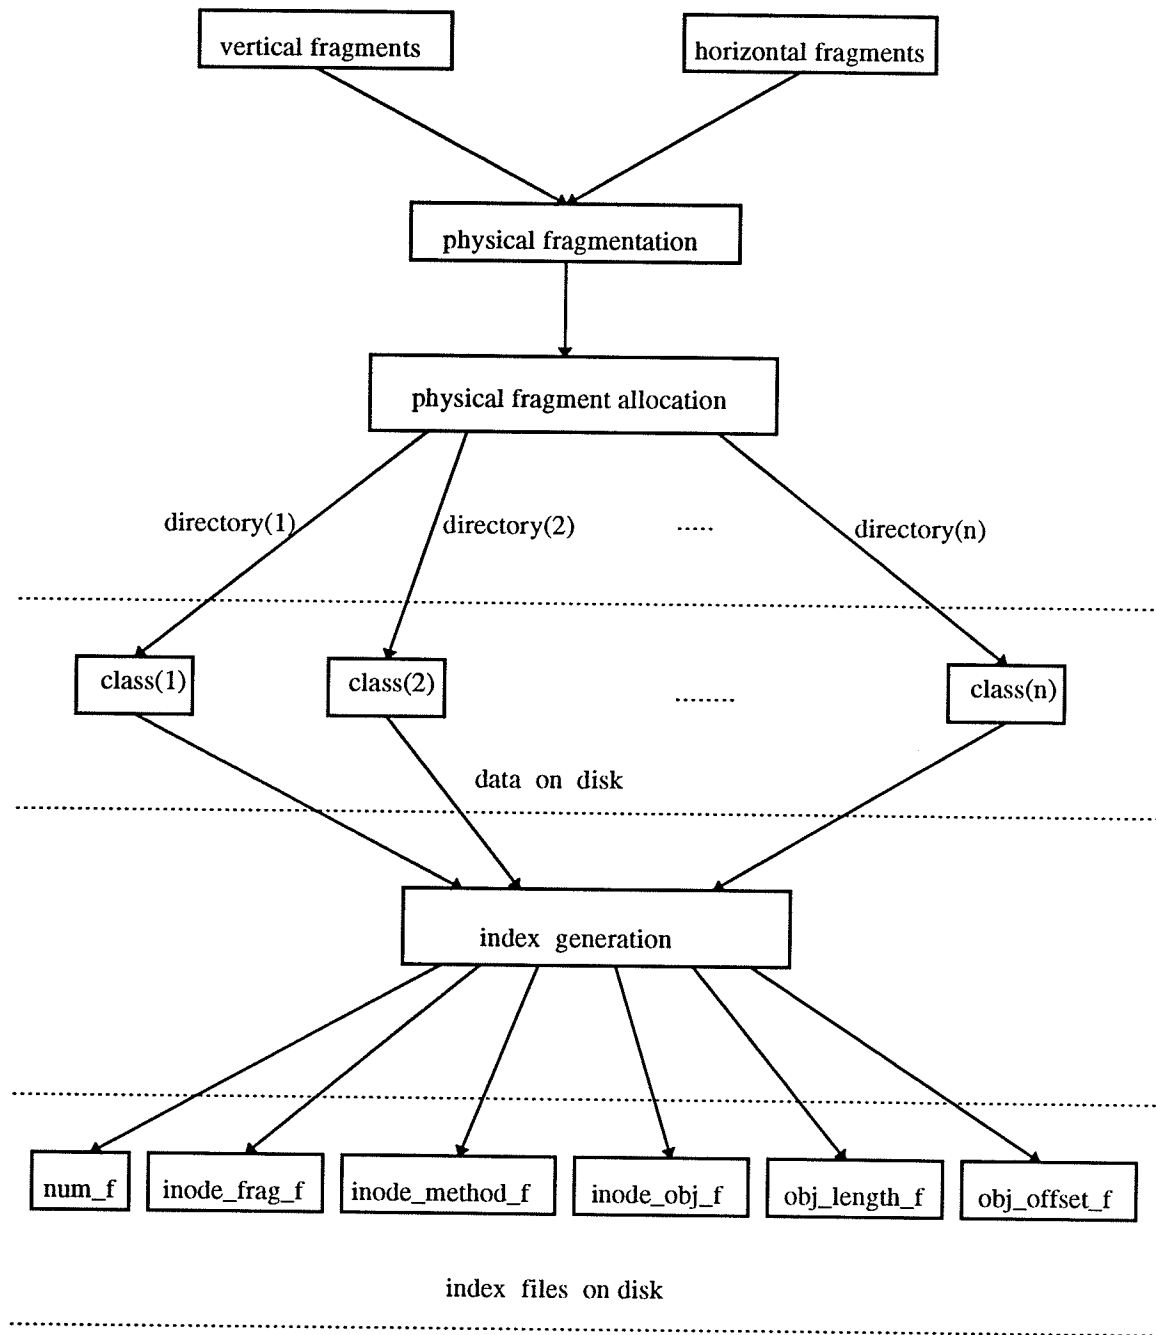 vertical fragments
horizontal fragments
physical fragmentation
physical fragment allocation
directory(1)
directory(2)
.....
directory(n)
class(1)
class(2)
.......
class(n)
data on disk
index generation
num_f
inode_frag_f
inode_method_f
inode_obj_f
obj_length_f
obj_offset_f
index files on disk